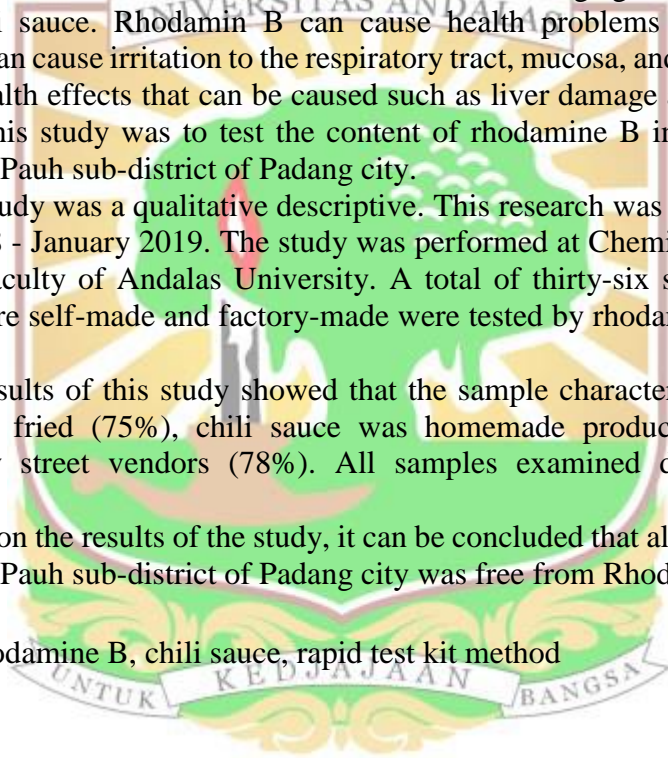 UNIVERSITAS ANDALAS
sauce. Rhodamin B can cause health problems
an cause irritation to the respiratory tract, mucosa, and
alth effects that can be caused such as liver damage
his study was to test the content of rhodamine B in
Pauh sub-district of Padang city.
udy was a qualitative descriptive. This research was
- January 2019. The study was performed at Chemi
aculty of Andalas University. A total of thirty-six s
re self-made and factory-made were tested by rhodar
sults of this study showed that the sample character
fried (75%), chili sauce was homemade produc
street vendors (78%). All samples examined d
on the results of the study, it can be concluded that al
Pauh sub-district of Padang city was free from Rhod
odamine B, chili sauce, rapid test kit method
UNTUK KEDJAJAAN BANGSA